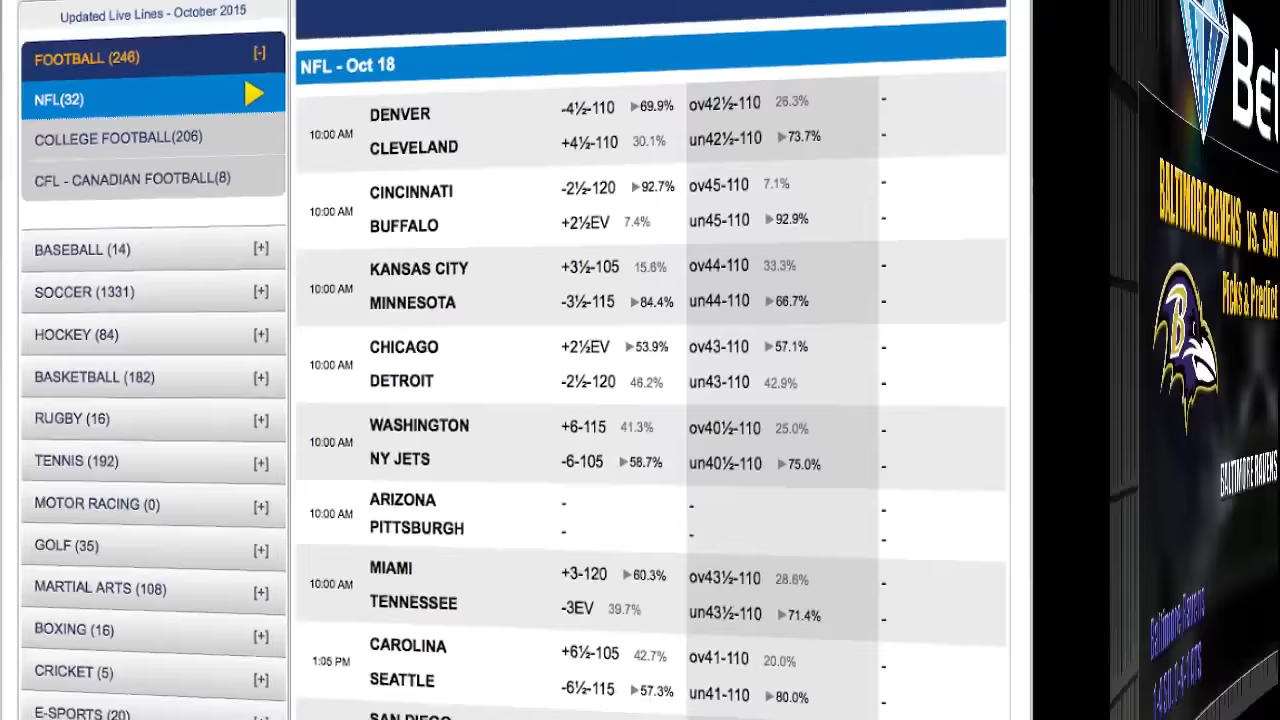 Updated Live Lines - October 2015
FOOTBALL (246) [-]
NFL(32)
COLLEGE FOOTBALL(206)
CFL - CANADIAN FOOTBALL(8)
BASEBALL (14) [+]
SOCCER (1331) [+]
HOCKEY (84) [+]
BASKETBALL (182) [+]
RUGBY (16) [+]
TENNIS (192) [+]
MOTOR RACING (0) [+]
GOLF (35) [+]
MARTIAL ARTS (108) [+]
BOXING (16) [+]
CRICKET (5) [+]
E-SPORTS (20)
NFL - Oct 18
10:00 AM
DENVER -4½-110 ▶69.9% ov42½-110 26.3% -
CLEVELAND +4½-110 30.1% un42½-110 ▶73.7% -
10:00 AM
CINCINNATI -2½-120 ▶92.7% ov45-110 7.1% -
BUFFALO +2½EV 7.4% un45-110 ▶92.9% -
10:00 AM
KANSAS CITY +3½-105 15.6% ov44-110 33.3% -
MINNESOTA -3½-115 ▶84.4% un44-110 ▶66.7% -
10:00 AM
CHICAGO +2½EV ▶53.9% ov43-110 ▶57.1% -
DETROIT -2½-120 46.2% un43-110 42.9% -
10:00 AM
WASHINGTON +6-115 41.3% ov40½-110 25.0% -
NY JETS -6-105 ▶58.7% un40½-110 ▶75.0% -
10:00 AM
ARIZONA - - -
PITTSBURGH - - -
10:00 AM
MIAMI +3-120 ▶60.3% ov43½-110 28.6% -
TENNESSEE -3EV 39.7% un43½-110 ▶71.4% -
1:05 PM
CAROLINA +6½-105 42.7% ov41-110 20.0% -
SEATTLE -6½-115 ▶57.3% un41-110 ▶80.0% -
SAN DIEGO
BALTIMORE RAVENS VS. SAN
Picks & Predict
B
BALTIMORE RAVENS
Baltimore Ravens